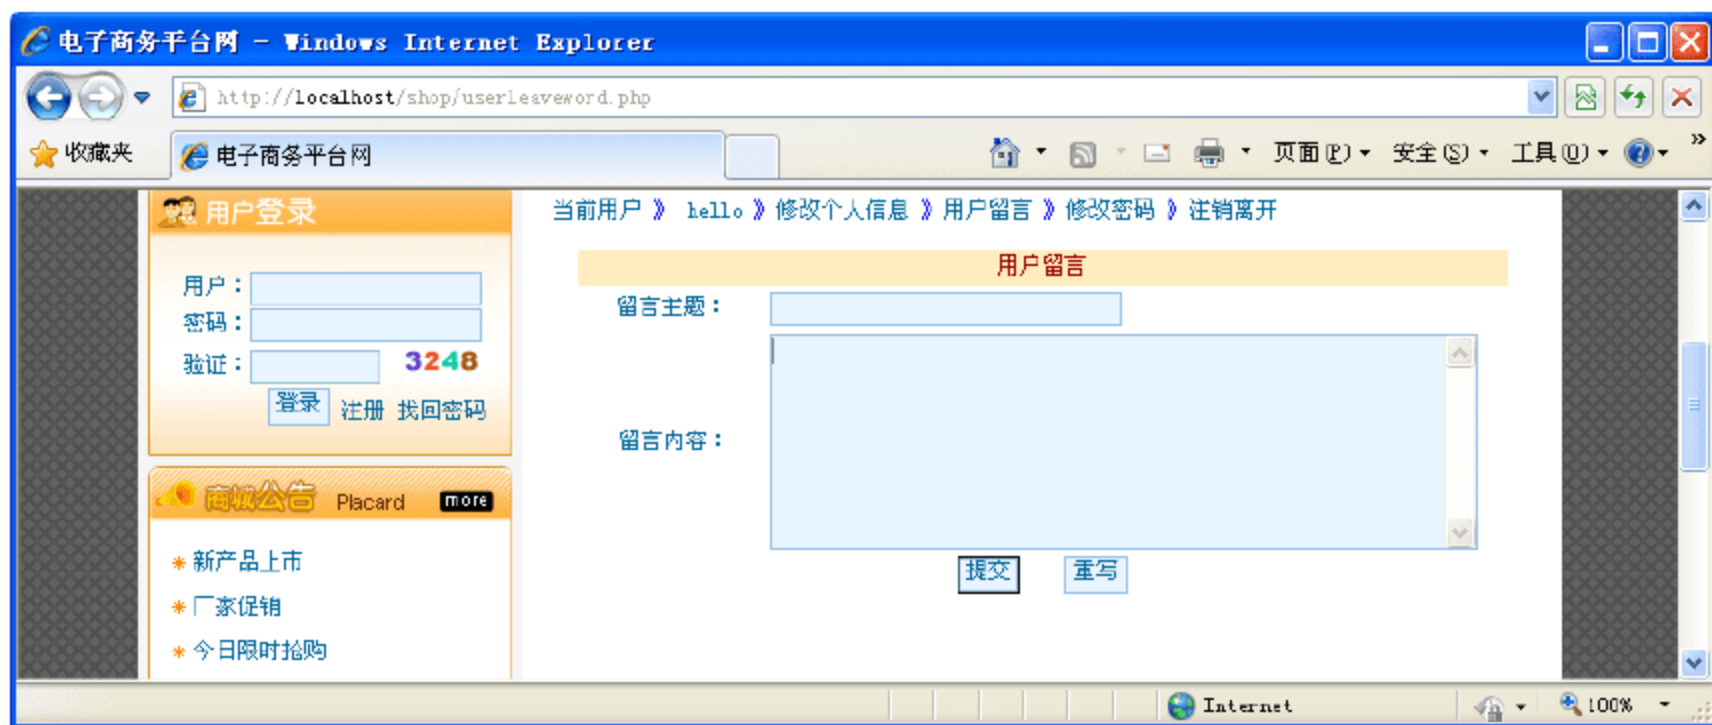 电子商务平台网 - Windows Internet Explorer
http://localhost/shop/userleaveword.php
收藏夹
电子商务平台网
页面(P) 安全(S) 工具(O)
»
用户登录
当前用户 》 hello 》修改个人信息 》用户留言 》修改密码 》注销离开
用户留言
用户：
密码：
验证：
3248
登录 注册 找回密码
留言主题：
留言内容：
商城公告 Placard more
* 新产品上市
* 厂家促销
* 今日限时抢购
提交 重写
Internet
100%